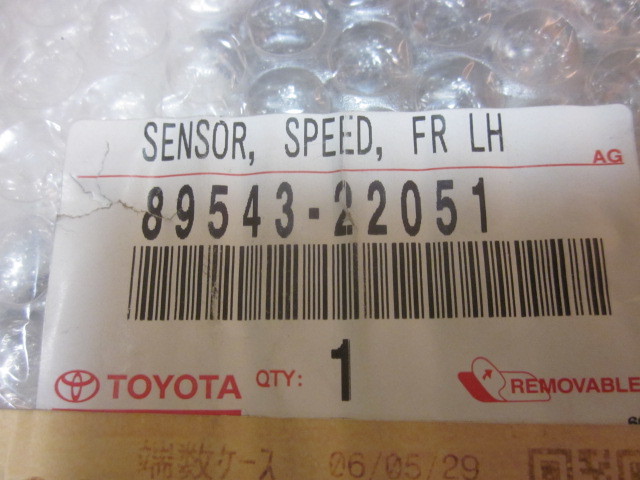 SENSOR, SPEED, FR LH
AG
89543-22051
TOYOTA QTY: 1 REMOVABLE
端数ケース 06/05/29